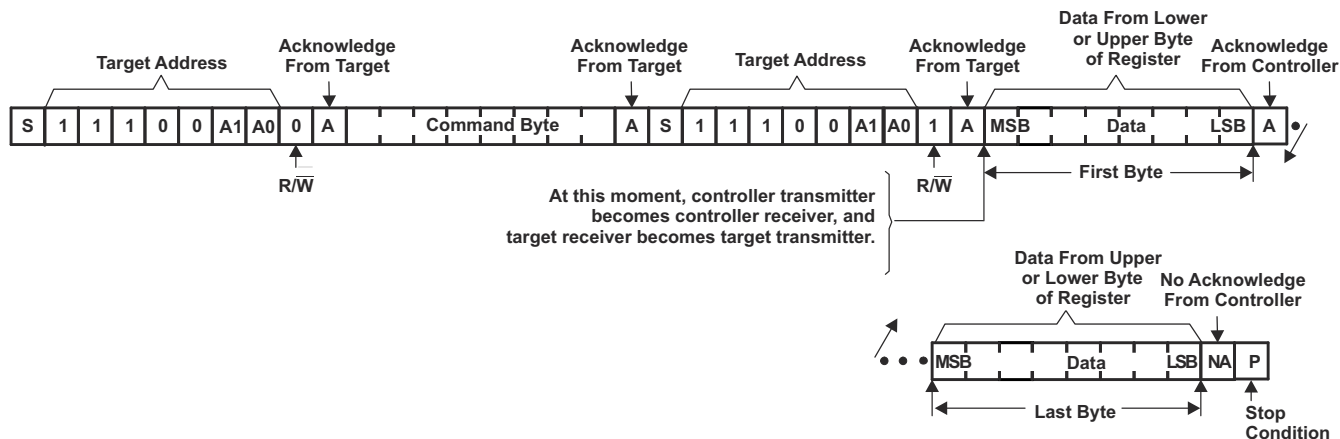 Data From Lower
or Upper Byte
of Register
Acknowledge
From Controller
Target Address
Acknowledge
From Target
Acknowledge
From Target
Target Address
Acknowledge
From Target
S 1 1 1 0 0 A1 A0 0 A Command Byte A S 1 1 1 0 0 A1 A0 1 A MSB Data LSB A
R/W̅
R/W̅
First Byte
At this moment, controller transmitter
becomes controller receiver, and
target receiver becomes target transmitter.
Data From Upper
or Lower Byte
of Register
No Acknowledge
From Controller
MSB Data LSB NA P
Last Byte
Stop
Condition